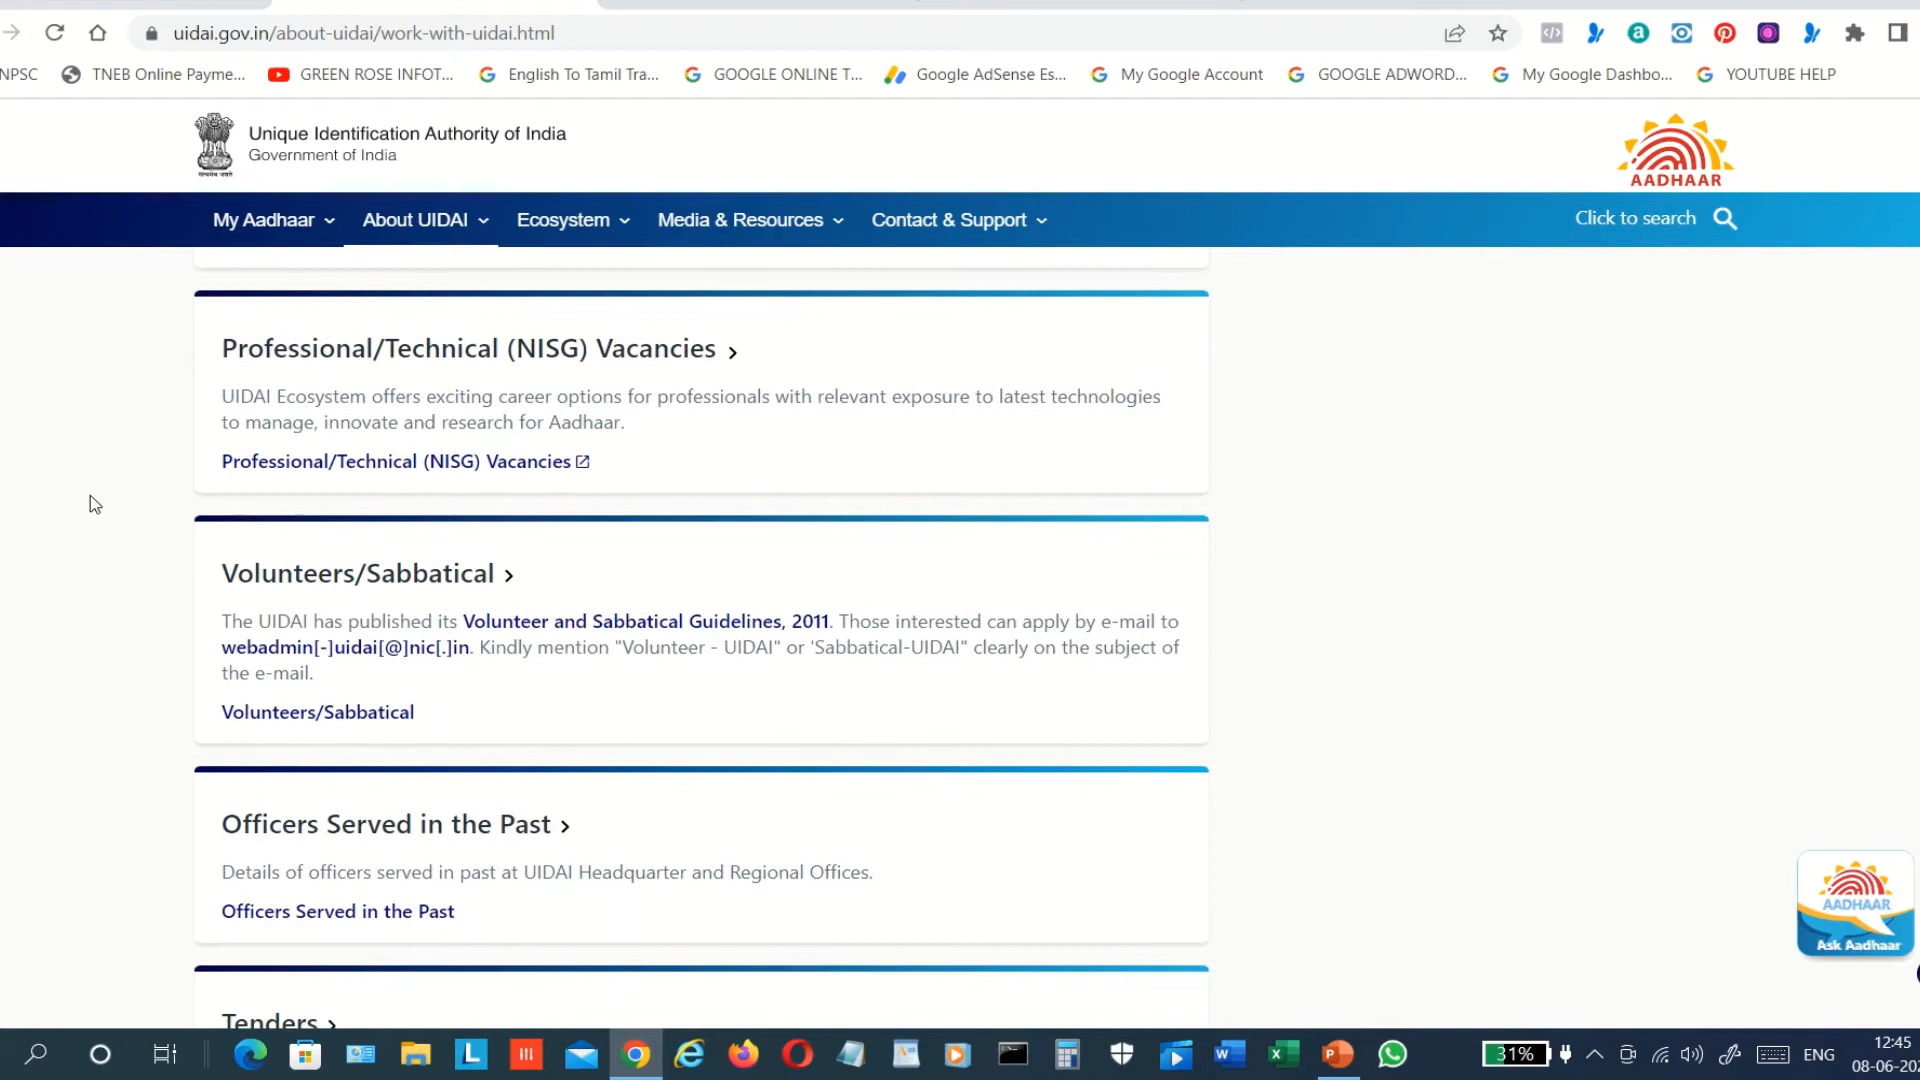 uidai.gov.in/about-uidai/work-with-uidai.html
NPSC TNEB Online Payme... GREEN ROSE INFOT... English To Tamil Tra... GOOGLE ONLINE T... Google AdSense Es... My Google Account GOOGLE ADWORD... My Google Dashbo... YOUTUBE HELP
Unique Identification Authority of India
Government of India
सत्यमेव जयते
AADHAAR
My Aadhaar About UIDAI Ecosystem Media & Resources Contact & Support Click to search
Professional/Technical (NISG) Vacancies
UIDAI Ecosystem offers exciting career options for professionals with relevant exposure to latest technologies
to manage, innovate and research for Aadhaar.
Professional/Technical (NISG) Vacancies
Volunteers/Sabbatical
The UIDAI has published its Volunteer and Sabbatical Guidelines, 2011. Those interested can apply by e-mail to
webadmin[-]uidai[@]nic[.]in. Kindly mention "Volunteer - UIDAI" or 'Sabbatical-UIDAI" clearly on the subject of
the e-mail.
Volunteers/Sabbatical
Officers Served in the Past
Details of officers served in past at UIDAI Headquarter and Regional Offices.
Officers Served in the Past
AADHAAR
Ask Aadhaar
Tenders
31% ENG 12:45
08-06-202